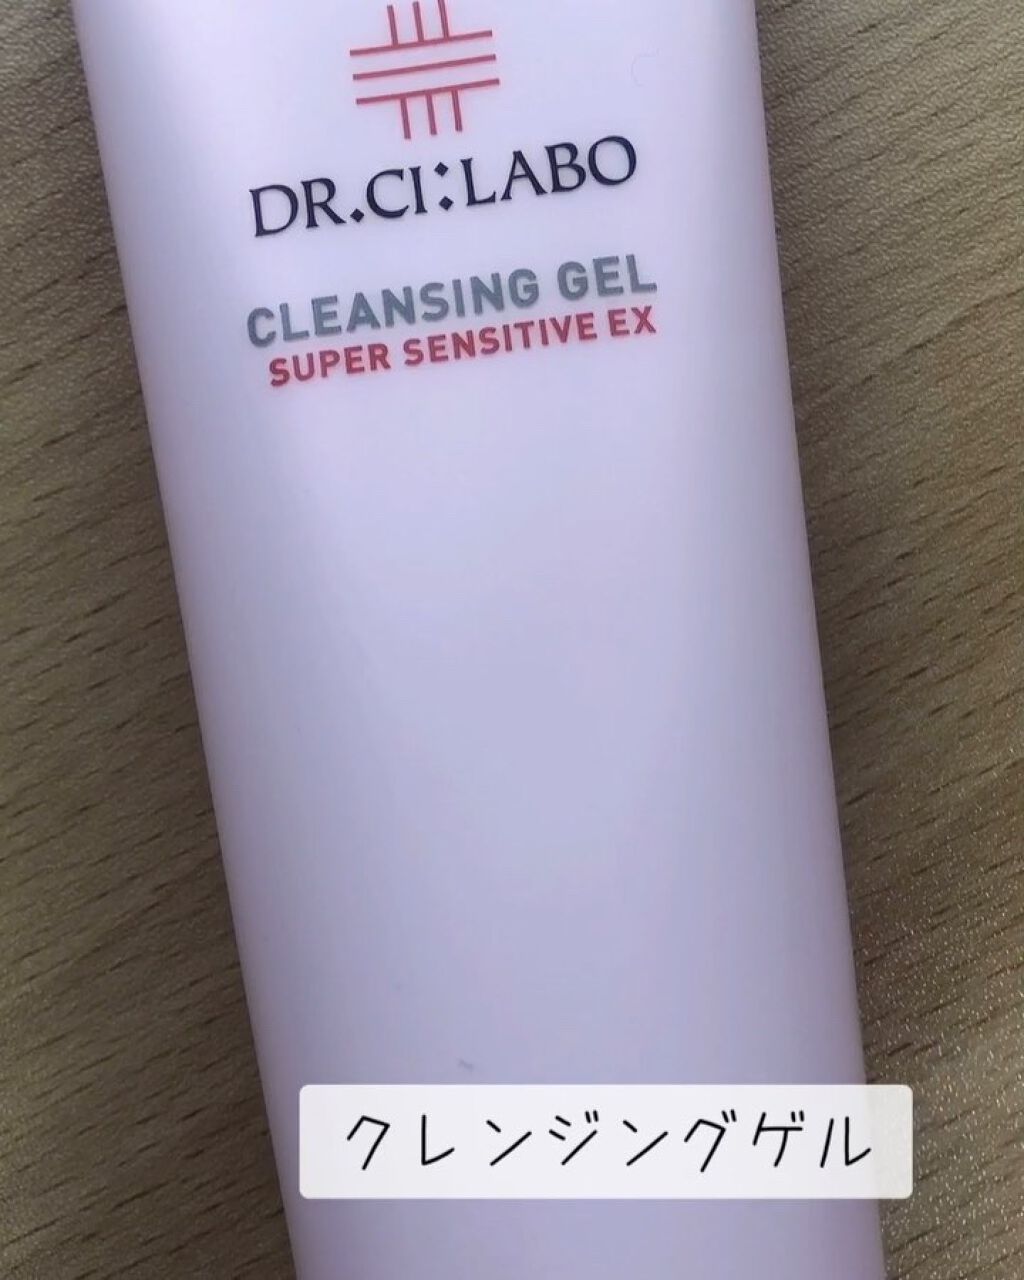 DR.CI:LABO
CLEANSING GEL
SUPER SENSITIVE EX
クレンジングゲル